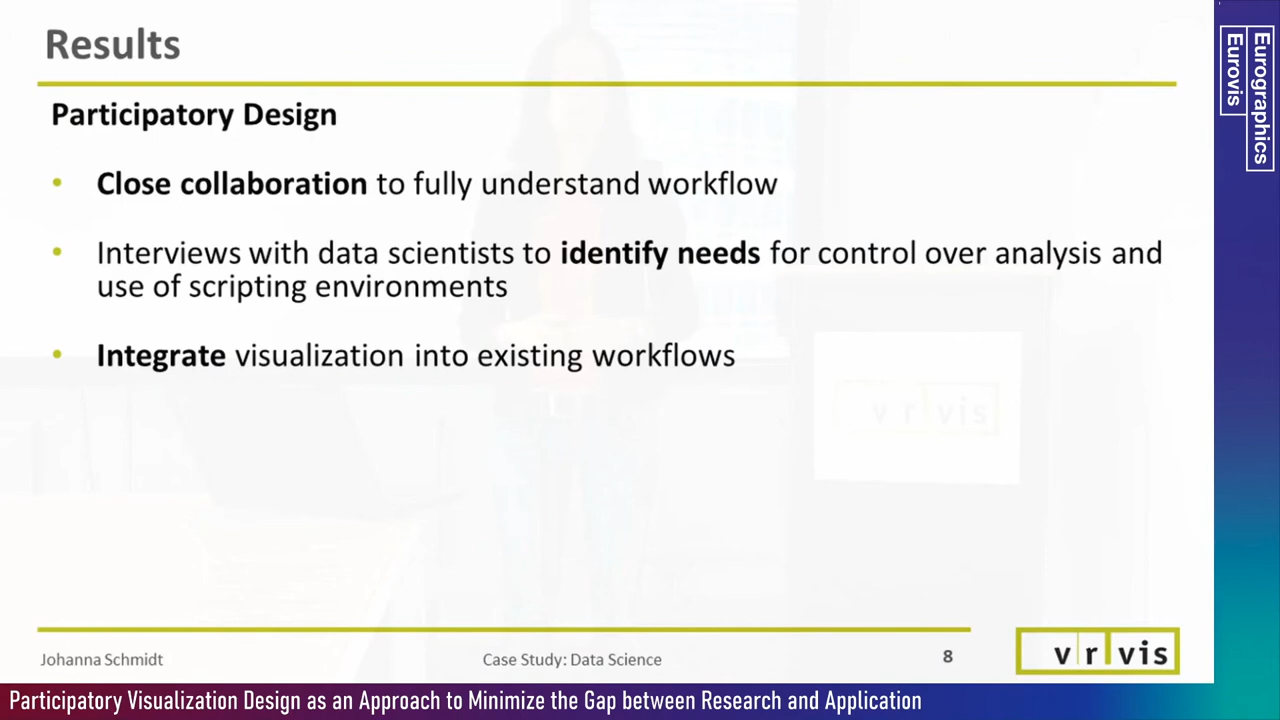 Results
Participatory Design
• Close collaboration to fully understand workflow
• Interviews with data scientists to identify needs for control over analysis and
use of scripting environments
• Integrate visualization into existing workflows
vrvis
Johanna Schmidt
Case Study: Data Science
8
vrvis
Eurographics
Eurovis
Participatory Visualization Design as an Approach to Minimize the Gap between Research and Application